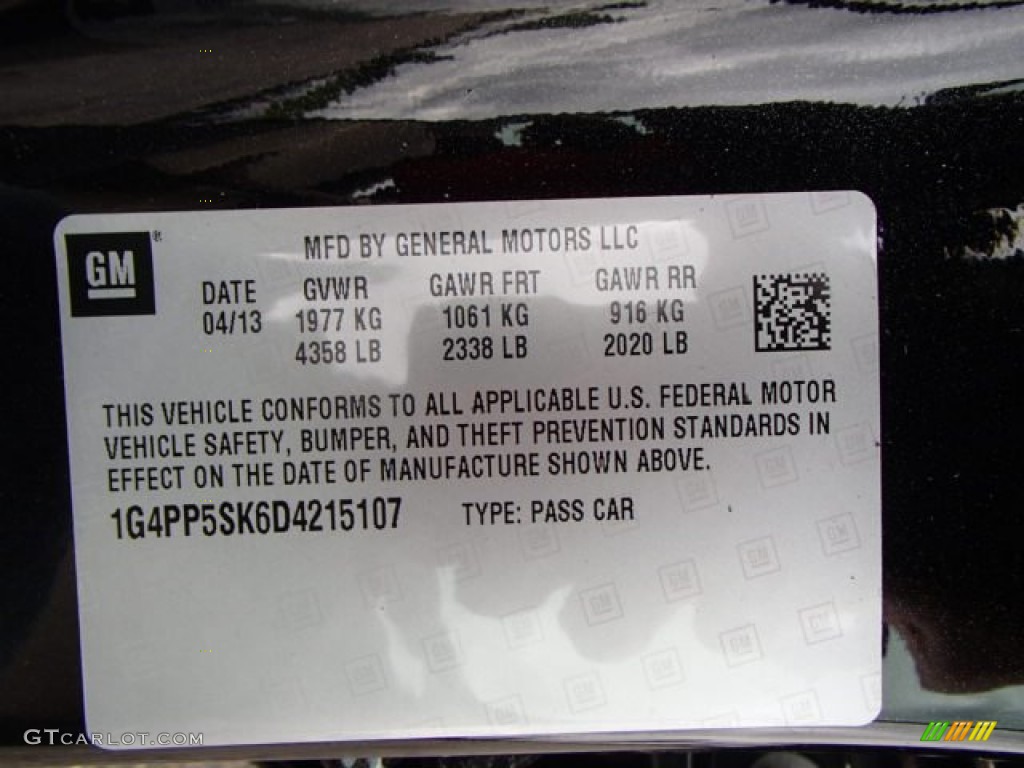 GM
MFD BY GENERAL MOTORS LLC
DATE GVWR GAWR FRT GAWR RR
04/13 1977 KG 1061 KG 916 KG
4358 LB 2338 LB 2020 LB
THIS VEHICLE CONFORMS TO ALL APPLICABLE U.S. FEDERAL MOTOR
VEHICLE SAFETY, BUMPER, AND THEFT PREVENTION STANDARDS IN
EFFECT ON THE DATE OF MANUFACTURE SHOWN ABOVE.
1G4PP5SK6D4215107 TYPE: PASS CAR
GTCARLOT.COM